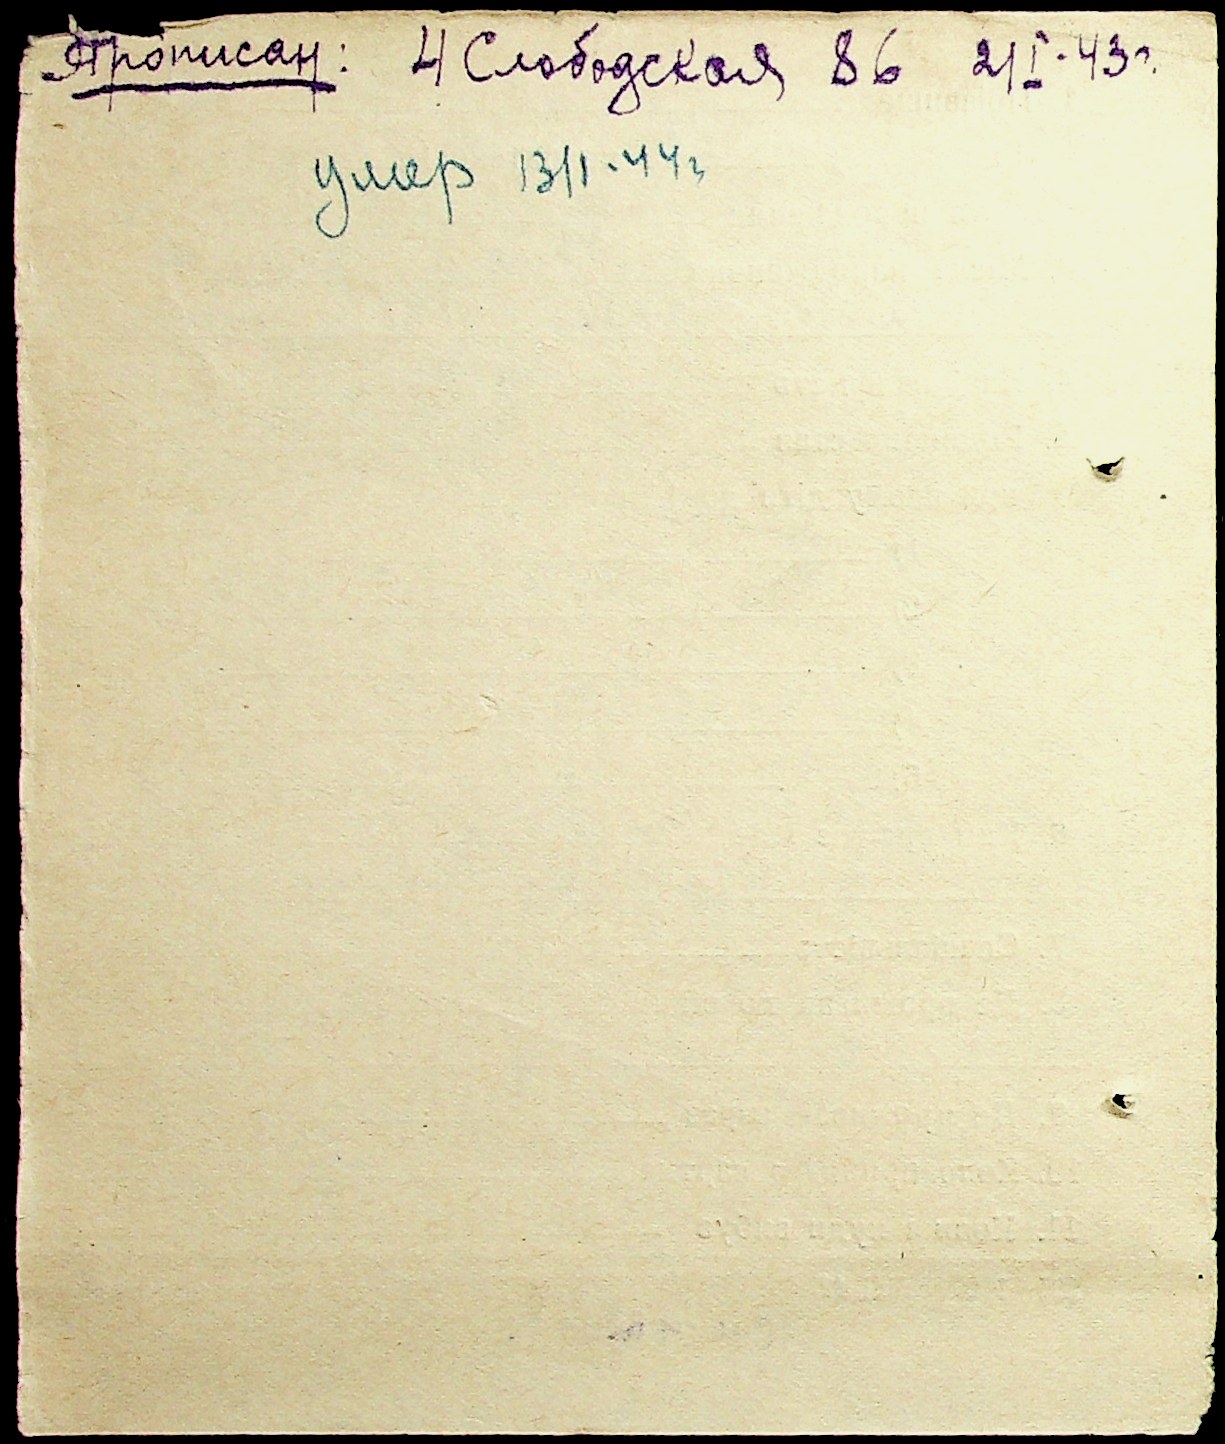 Прописан: 4 Слободская 86 2/I-43г.
умер 13/I-44г